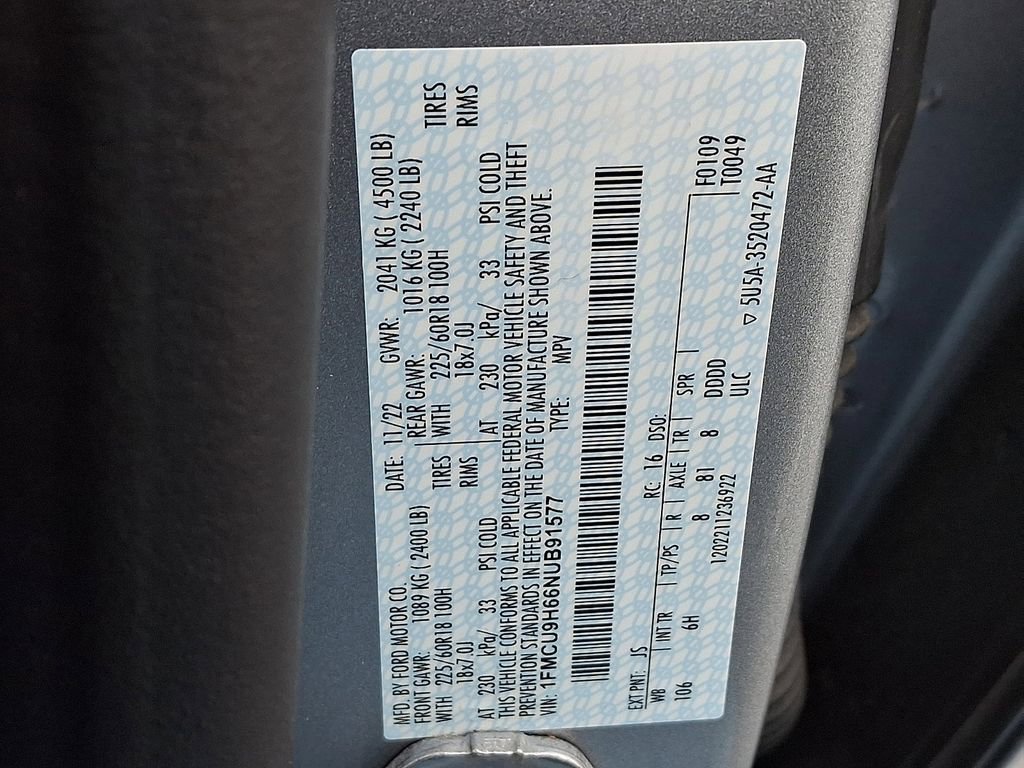 MFD. BY FORD MOTOR CO. DATE: 11/22 GVWR: 2041 KG ( 4500 LB)
FRONT GAWR: 1089 KG ( 2400 LB) REAR GAWR: 1016 KG ( 2240 LB)
WITH 225/60R18 100H TIRES WITH 225/60R18 100H TIRES
18x7.0J RIMS 18x7.0J RIMS
AT 230 kPa/ 33 PSI COLD AT 230 kPa/ 33 PSI COLD
THIS VEHICLE CONFORMS TO ALL APPLICABLE FEDERAL MOTOR VEHICLE SAFETY AND THEFT
PREVENTION STANDARDS IN EFFECT ON THE DATE OF MANUFACTURE SHOWN ABOVE.
VIN: 1FMCU9H66NUB91577 TYPE: MPV
EXT PNT: JS RC: 16 DSO:
WB | INT TR | TP/PS | R | AXLE | TR | SPR | F0109
106 6H 8 81 8 DDDD T0049
1202211236922 ULC
▽ 5U5A-3520472-AA